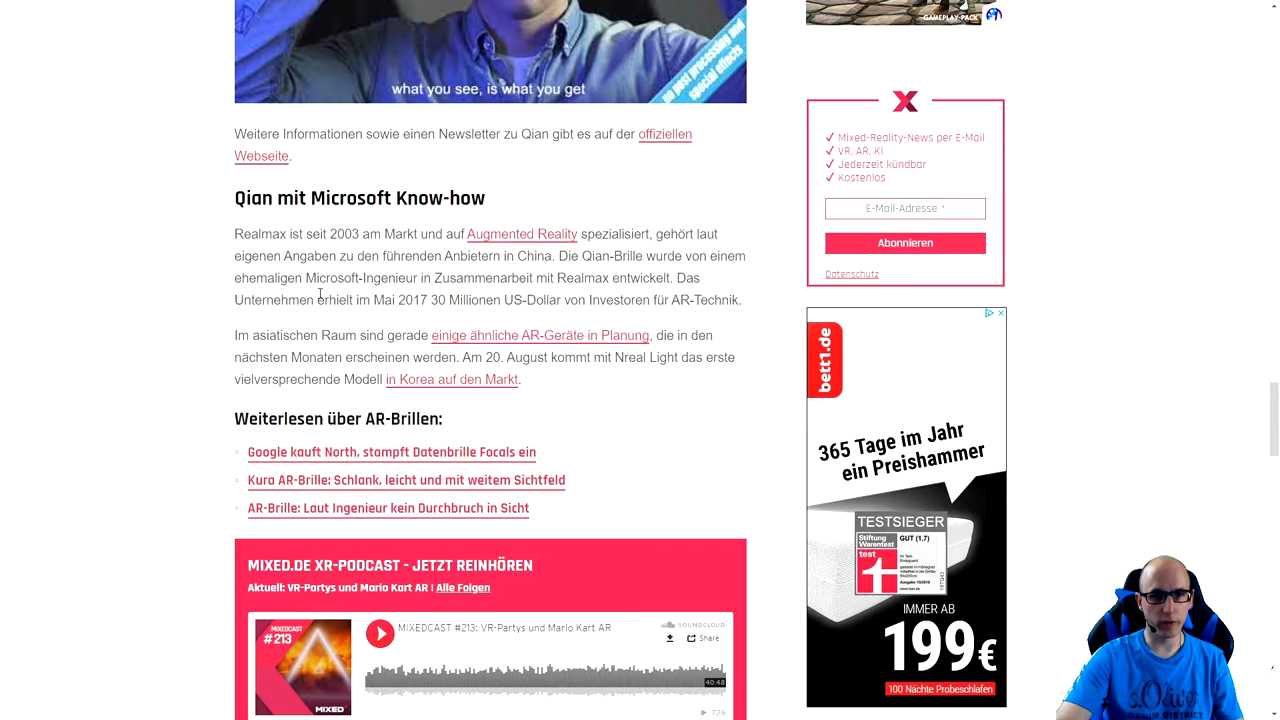 GAMEPLAY-PACK
no post processing and
special effects
what you see, is what you get
Weitere Informationen sowie einen Newsletter zu Qian gibt es auf der offiziellen
Webseite.
Qian mit Microsoft Know-how
Realmax ist seit 2003 am Markt und auf Augmented Reality spezialisiert, gehört laut
eigenen Angaben zu den führenden Anbietern in China. Die Qian-Brille wurde von einem
ehemaligen Microsoft-Ingenieur in Zusammenarbeit mit Realmax entwickelt. Das
Unternehmen erhielt im Mai 2017 30 Millionen US-Dollar von Investoren für AR-Technik.
Im asiatischen Raum sind gerade einige ähnliche AR-Geräte in Planung, die in den
nächsten Monaten erscheinen werden. Am 20. August kommt mit Nreal Light das erste
vielversprechende Modell in Korea auf den Markt.
Weiterlesen über AR-Brillen:
Google kauft North, stampft Datenbrille Focals ein
Kura AR-Brille: Schlank, leicht und mit weitem Sichtfeld
AR-Brille: Laut Ingenieur kein Durchbruch in Sicht
MIXED.DE XR-PODCAST - JETZT REINHÖREN
Aktuell: VR-Partys und Mario Kart AR | Alle Folgen
MIXEDCAST
#213
MIXED
MIXEDCAST #213: VR-Partys und Mario Kart AR
SOUNDCLOUD
Share
40:48
726
X
✓ Mixed-Reality-News per E-Mail
✓ VR, AR, KI
✓ Jederzeit kündbar
✓ Kostenlos
E-Mail-Adresse *
Abonnieren
Datenschutz
bett1.de
365 Tage im Jahr
ein Preishammer
TESTSIEGER
Stiftung
Warentest
GUT (1,7)
test
IMMER AB
199€
100 Nächte Probeschlafen
s.Oliver